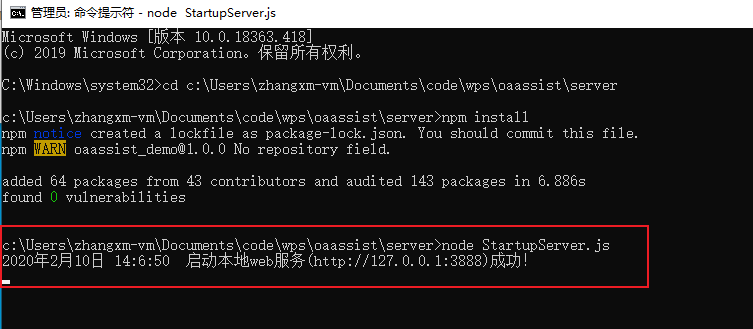 管理员: 命令提示符 - node  StartupServer.js
Microsoft Windows [版本 10.0.18363.418]
(c) 2019 Microsoft Corporation。保留所有权利。
C:\Windows\system32>cd c:\Users\zhangxm-vm\Documents\code\wps\oaassist\server
c:\Users\zhangxm-vm\Documents\code\wps\oaassist\server>npm install
npm notice created a lockfile as package-lock.json. You should commit this file.
npm WARN oaassist_demo@1.0.0 No repository field.
added 64 packages from 43 contributors and audited 143 packages in 6.886s
found 0 vulnerabilities
c:\Users\zhangxm-vm\Documents\code\wps\oaassist\server>node StartupServer.js
2020年2月10日 14:6:50  启动本地web服务(http://127.0.0.1:3888)成功!